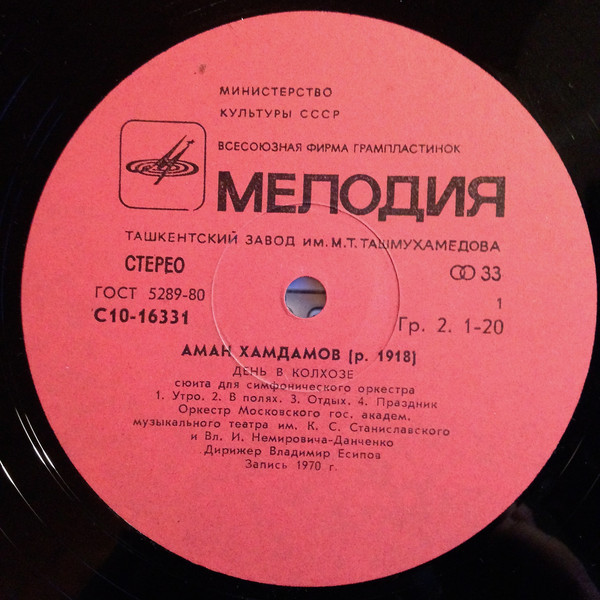 МИНИСТЕРСТВО
КУЛЬТУРЫ СССР
ВСЕСОЮЗНАЯ ФИРМА ГРАМПЛАСТИНОК
МЕЛОДИЯ
ТАШКЕНТСКИЙ ЗАВОД ИМ. М.Т. ТАШМУХАМЕДОВА
СТЕРЕО
33
ГОСТ 5289-80
1
С10-16331
Гр. 2. 1-20
АМАН ХАМДАМОВ (р. 1918)
ДЕНЬ В КОЛХОЗЕ
сюита для симфонического оркестра
1. Утро. 2. В полях. 3. Отдых. 4. Праздник
Оркестр Московского гос. академ.
музыкального театра им. К. С. Станиславского
и Вл. И. Немировича-Данченко
Дирижер Владимир Есипов
Запись 1970 г.